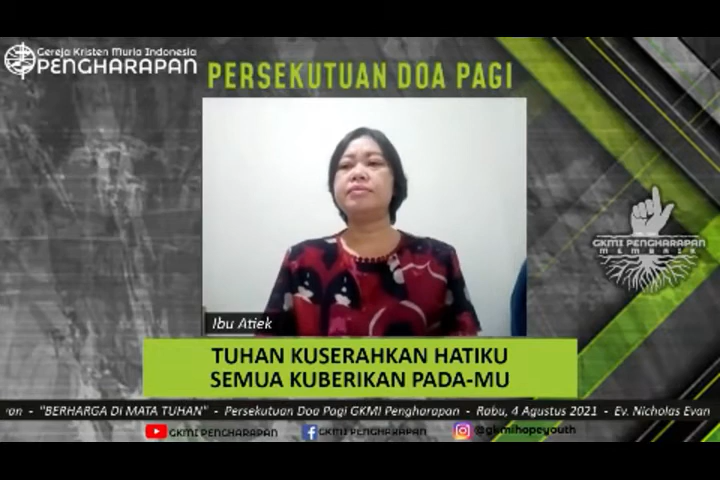 Gereja Kristen Muria Indonesia
PENGHARAPAN
PERSEKUTUAN DOA PAGI
GKMI PENGHARAPAN
MEMBAIK
Ibu Atiek
TUHAN KUSERAHKAN HATIKU
SEMUA KUBERIKAN PADA-MU
- "BERHARGA DI MATA TUHAN" - Persekutuan Doa Pagi GKMI Pengharapan - Rabu, 4 Agustus 2021 - Ev. Nicholas Evan
GKMI PENGHARAPAN GKMI PENGHARAPAN @gkmihopeyouth